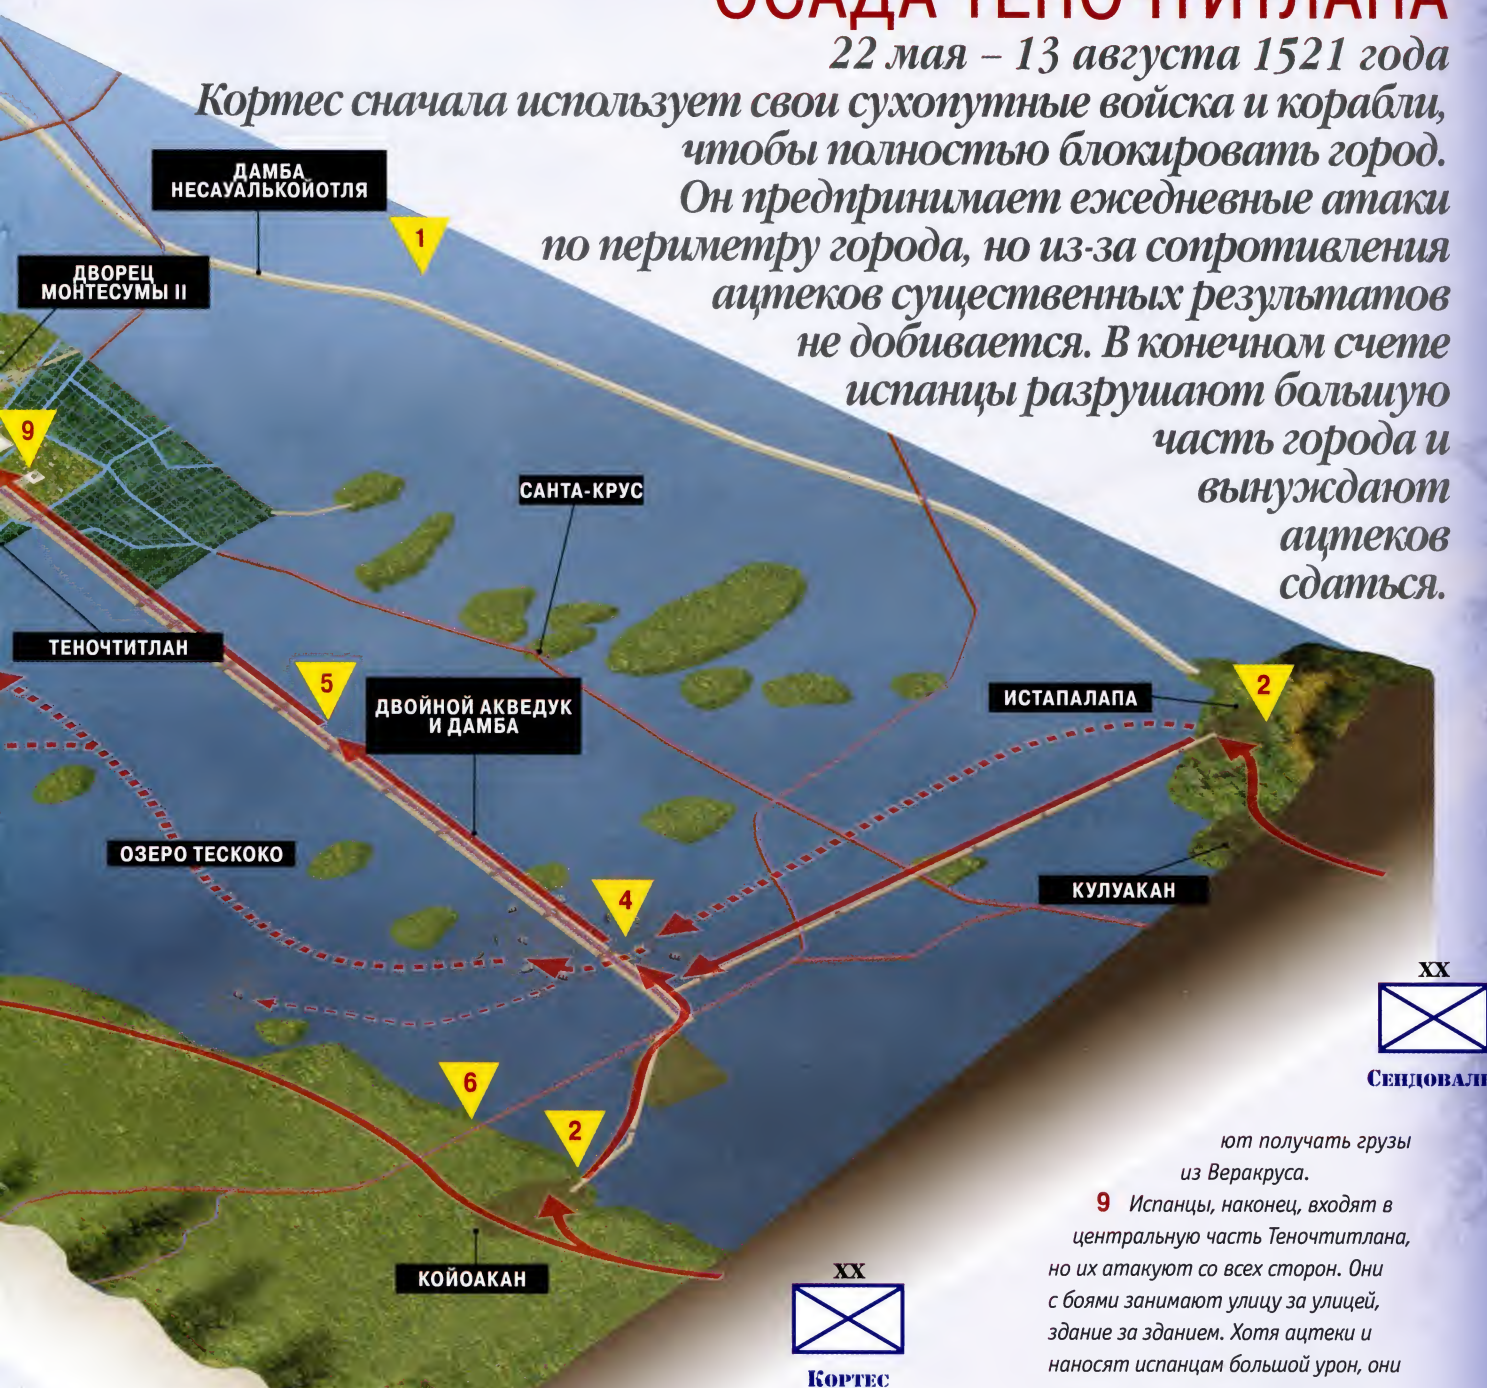 ОСАДА ТЕНОЧТИТЛАНА
22 мая – 13 августа 1521 года
Кортес сначала использует свои сухопутные войска и корабли,
чтобы полностью блокировать город.
Он предпринимает ежедневные атаки
по периметру города, но из-за сопротивления
ацтеков существенных результатов
не добивается. В конечном счете
испанцы разрушают большую
часть города и
вынуждают
ацтеков
сдаться.
ДАМБА
НЕСАУАЛЬКОЙОТЛЯ
1
ДВОРЕЦ
МОНТЕСУМЫ II
9
САНТА-КРУС
ТЕНОЧТИТЛАН
5
ДВОЙНОЙ АКВЕДУК
И ДАМБА
ИСТАПАЛАПА
2
ОЗЕРО ТЕСКОКО
4
КУЛУАКАН
XX
СЕНДОВАЛЬ
6
2
КОЙОАКАН
XX
КОРТЕС
ют получать грузы
из Веракруса.
9 Испанцы, наконец, входят в
центральную часть Теночтитлана,
но их атакуют со всех сторон. Они
с боями занимают улицу за улицей,
здание за зданием. Хотя ацтеки и
наносят испанцам большой урон, они